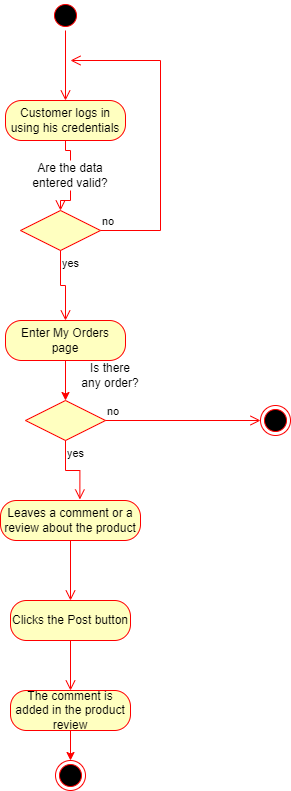 Customer logs in
using his credentials
Are the data
entered valid?
no
yes
Enter My Orders
page
Is there
any order?
no
yes
Leaves a comment or a
review about the product
Clicks the Post button
The comment is
added in the product
review